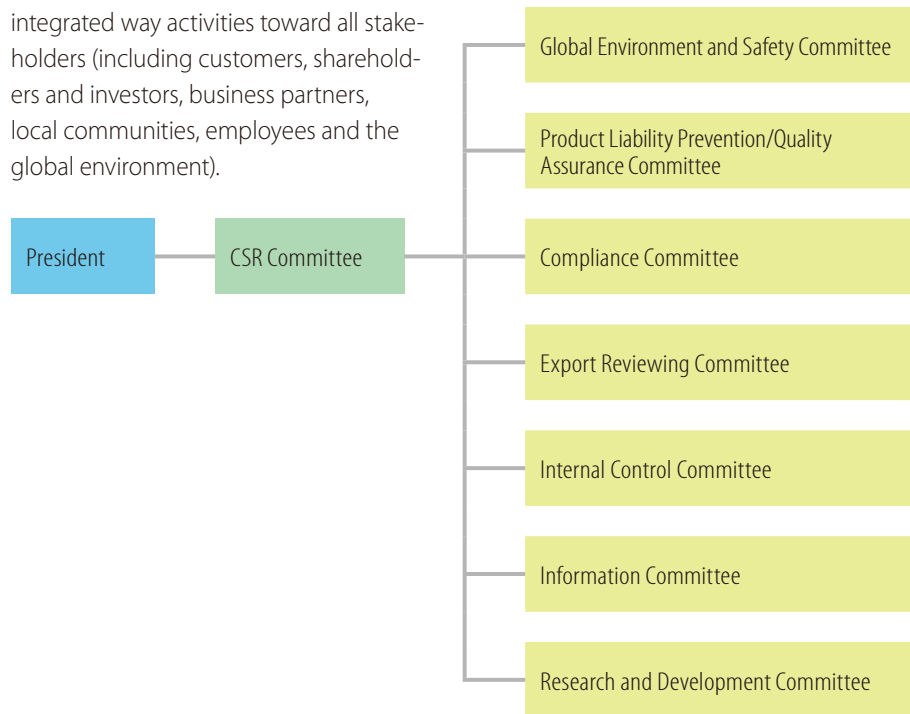 integrated way activities toward all stake-
holders (including customers, sharehold-
ers and investors, business partners,
local communities, employees and the
global environment).
President
CSR Committee
Global Environment and Safety Committee
Product Liability Prevention/Quality
Assurance Committee
Compliance Committee
Export Reviewing Committee
Internal Control Committee
Information Committee
Research and Development Committee